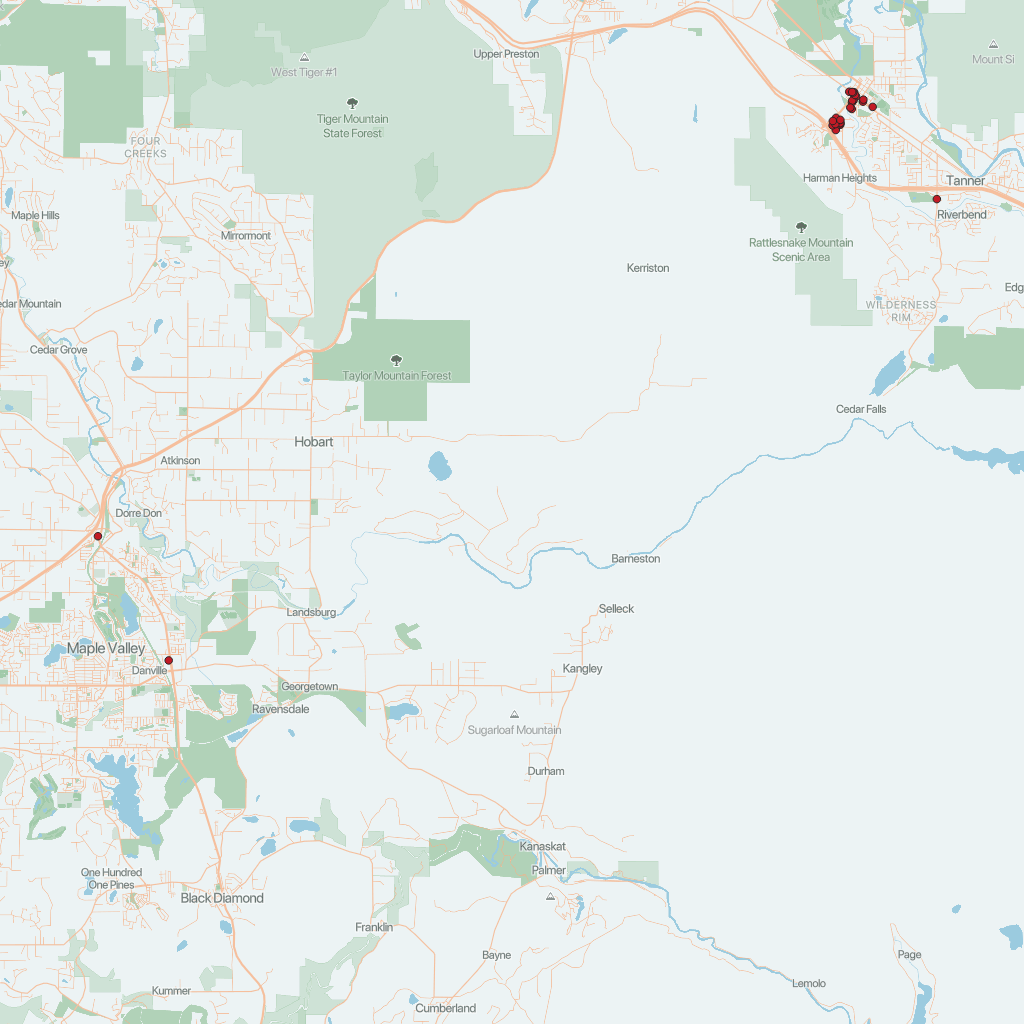 Upper Preston
Mount Si
West Tiger #1
Tiger Mountain
State Forest
FOUR
CREEKS
Harman Heights
Tanner
Maple Hills
Riverbend
Mirrormont
Rattlesnake Mountain
Scenic Area
Kerriston
ey
Edg
edar Mountain
WILDERNESS
RIM
Cedar Grove
Taylor Mountain Forest
Cedar Falls
Hobart
Atkinson
Dorre Don
Barneston
Landsburg
Selleck
Maple Valley
Danville
Kangley
Georgetown
Ravensdale
Sugarloaf Mountain
Durham
Kanaskat
Palmer
One Hundred
One Pines
Black Diamond
Franklin
Bayne
Page
Kummer
Lemolo
Cumberland